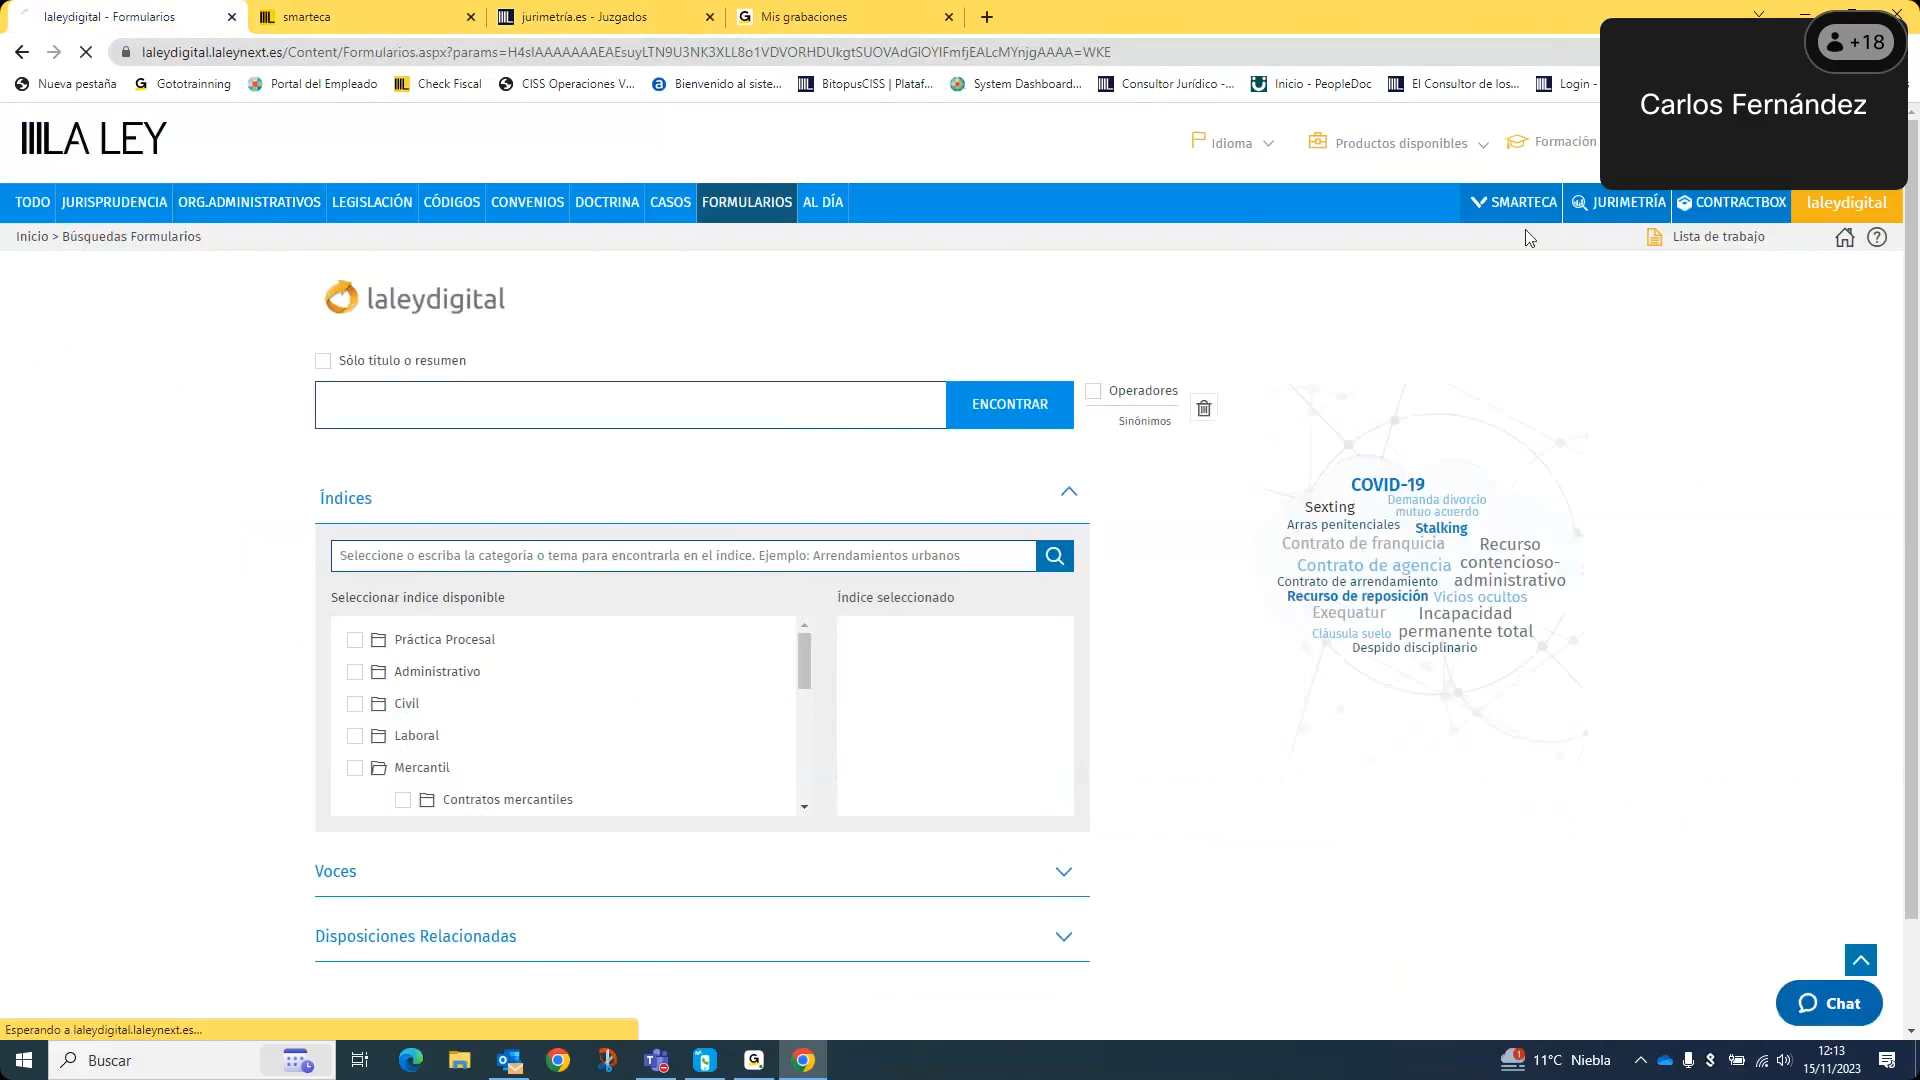 laleydigital - Formularios
smarteca
jurimetría.es - Juzgados
G Mis grabaciones
laleydigital.laleynext.es/Content/Formularios.aspx?params=H4sIAAAAAAAEAEsuyLTN9U3NK3XLL8o1VDVORHDUkgtSUOVAdGlOYIFmfjEALcMYnjgAAAA=WKE
+18
Nueva pestaña
G Gototrainning
Portal del Empleado
Check Fiscal
CISS Operaciones V...
Bienvenido al siste...
BitopusCISS | Plataf...
System Dashboard...
Consultor Jurídico -...
Inicio - PeopleDoc
El Consultor de los...
Login -
Carlos Fernández
LA LEY
Idioma
Productos disponibles
Formación
TODO JURISPRUDENCIA ORG.ADMINISTRATIVOS LEGISLACIÓN CÓDIGOS CONVENIOS DOCTRINA CASOS FORMULARIOS AL DÍA
SMARTECA JURIMETRÍA CONTRACTBOX laleydigital
Inicio > Búsquedas Formularios
Lista de trabajo
laleydigital
Sólo título o resumen
ENCONTRAR
Operadores
Sinónimos
Índices
Seleccione o escriba la categoría o tema para encontrarla en el índice. Ejemplo: Arrendamientos urbanos
Seleccionar índice disponible
Índice seleccionado
Práctica Procesal
Administrativo
Civil
Laboral
Mercantil
Contratos mercantiles
COVID-19
Sexting
Demanda divorcio
mutuo acuerdo
Arras penitenciales
Stalking
Contrato de franquicia
Recurso
contencioso-
administrativo
Contrato de agencia
Contrato de arrendamiento
Recurso de reposición
Vicios ocultos
Exequatur
Incapacidad
permanente total
Cláusula suelo
Despido disciplinario
Voces
Disposiciones Relacionadas
Chat
Esperando a laleydigital.laleynext.es...
Buscar
1
11°C Niebla
12:13
15/11/2023